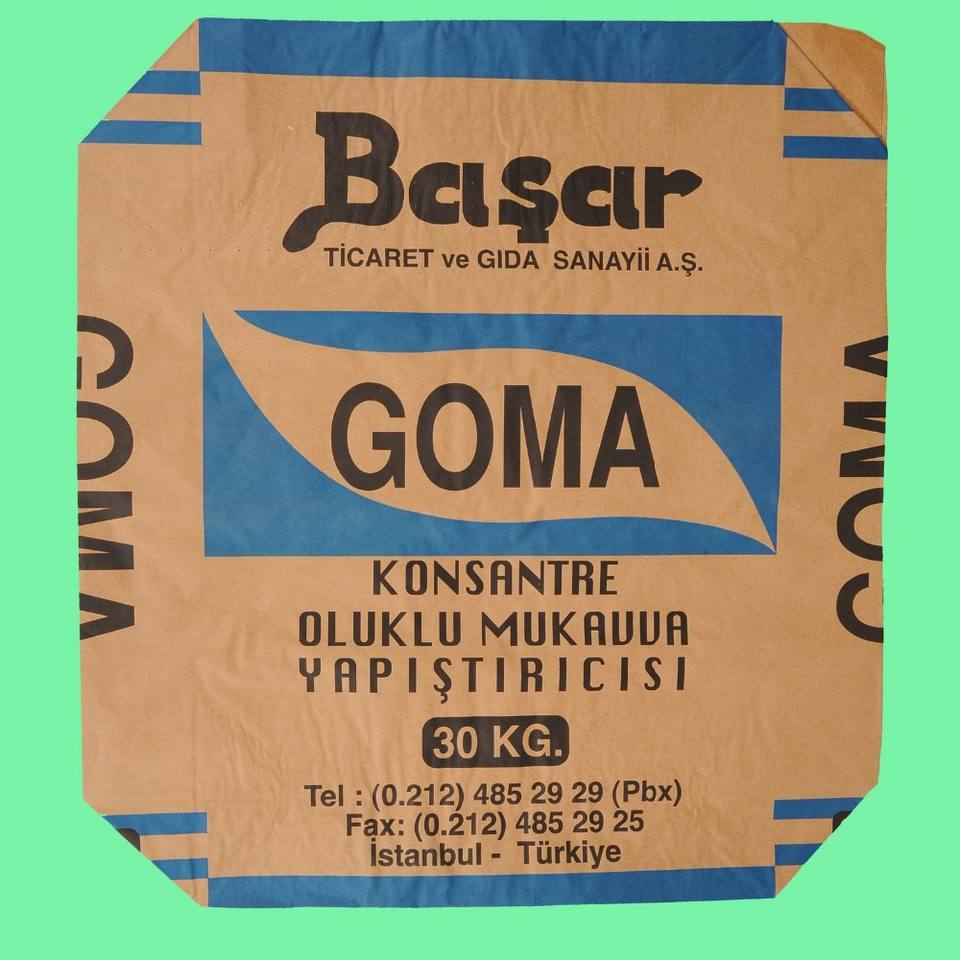 Başar
TİCARET ve GIDA SANAYİİ A.Ş.
GOMA
GOMA
GOMA
KONSANTRE
OLUKLU MUKAVVA
YAPIŞTIRICISI
30 KG.
Tel : (0.212) 485 29 29 (Pbx)
Fax: (0.212) 485 29 25
İstanbul - Türkiye